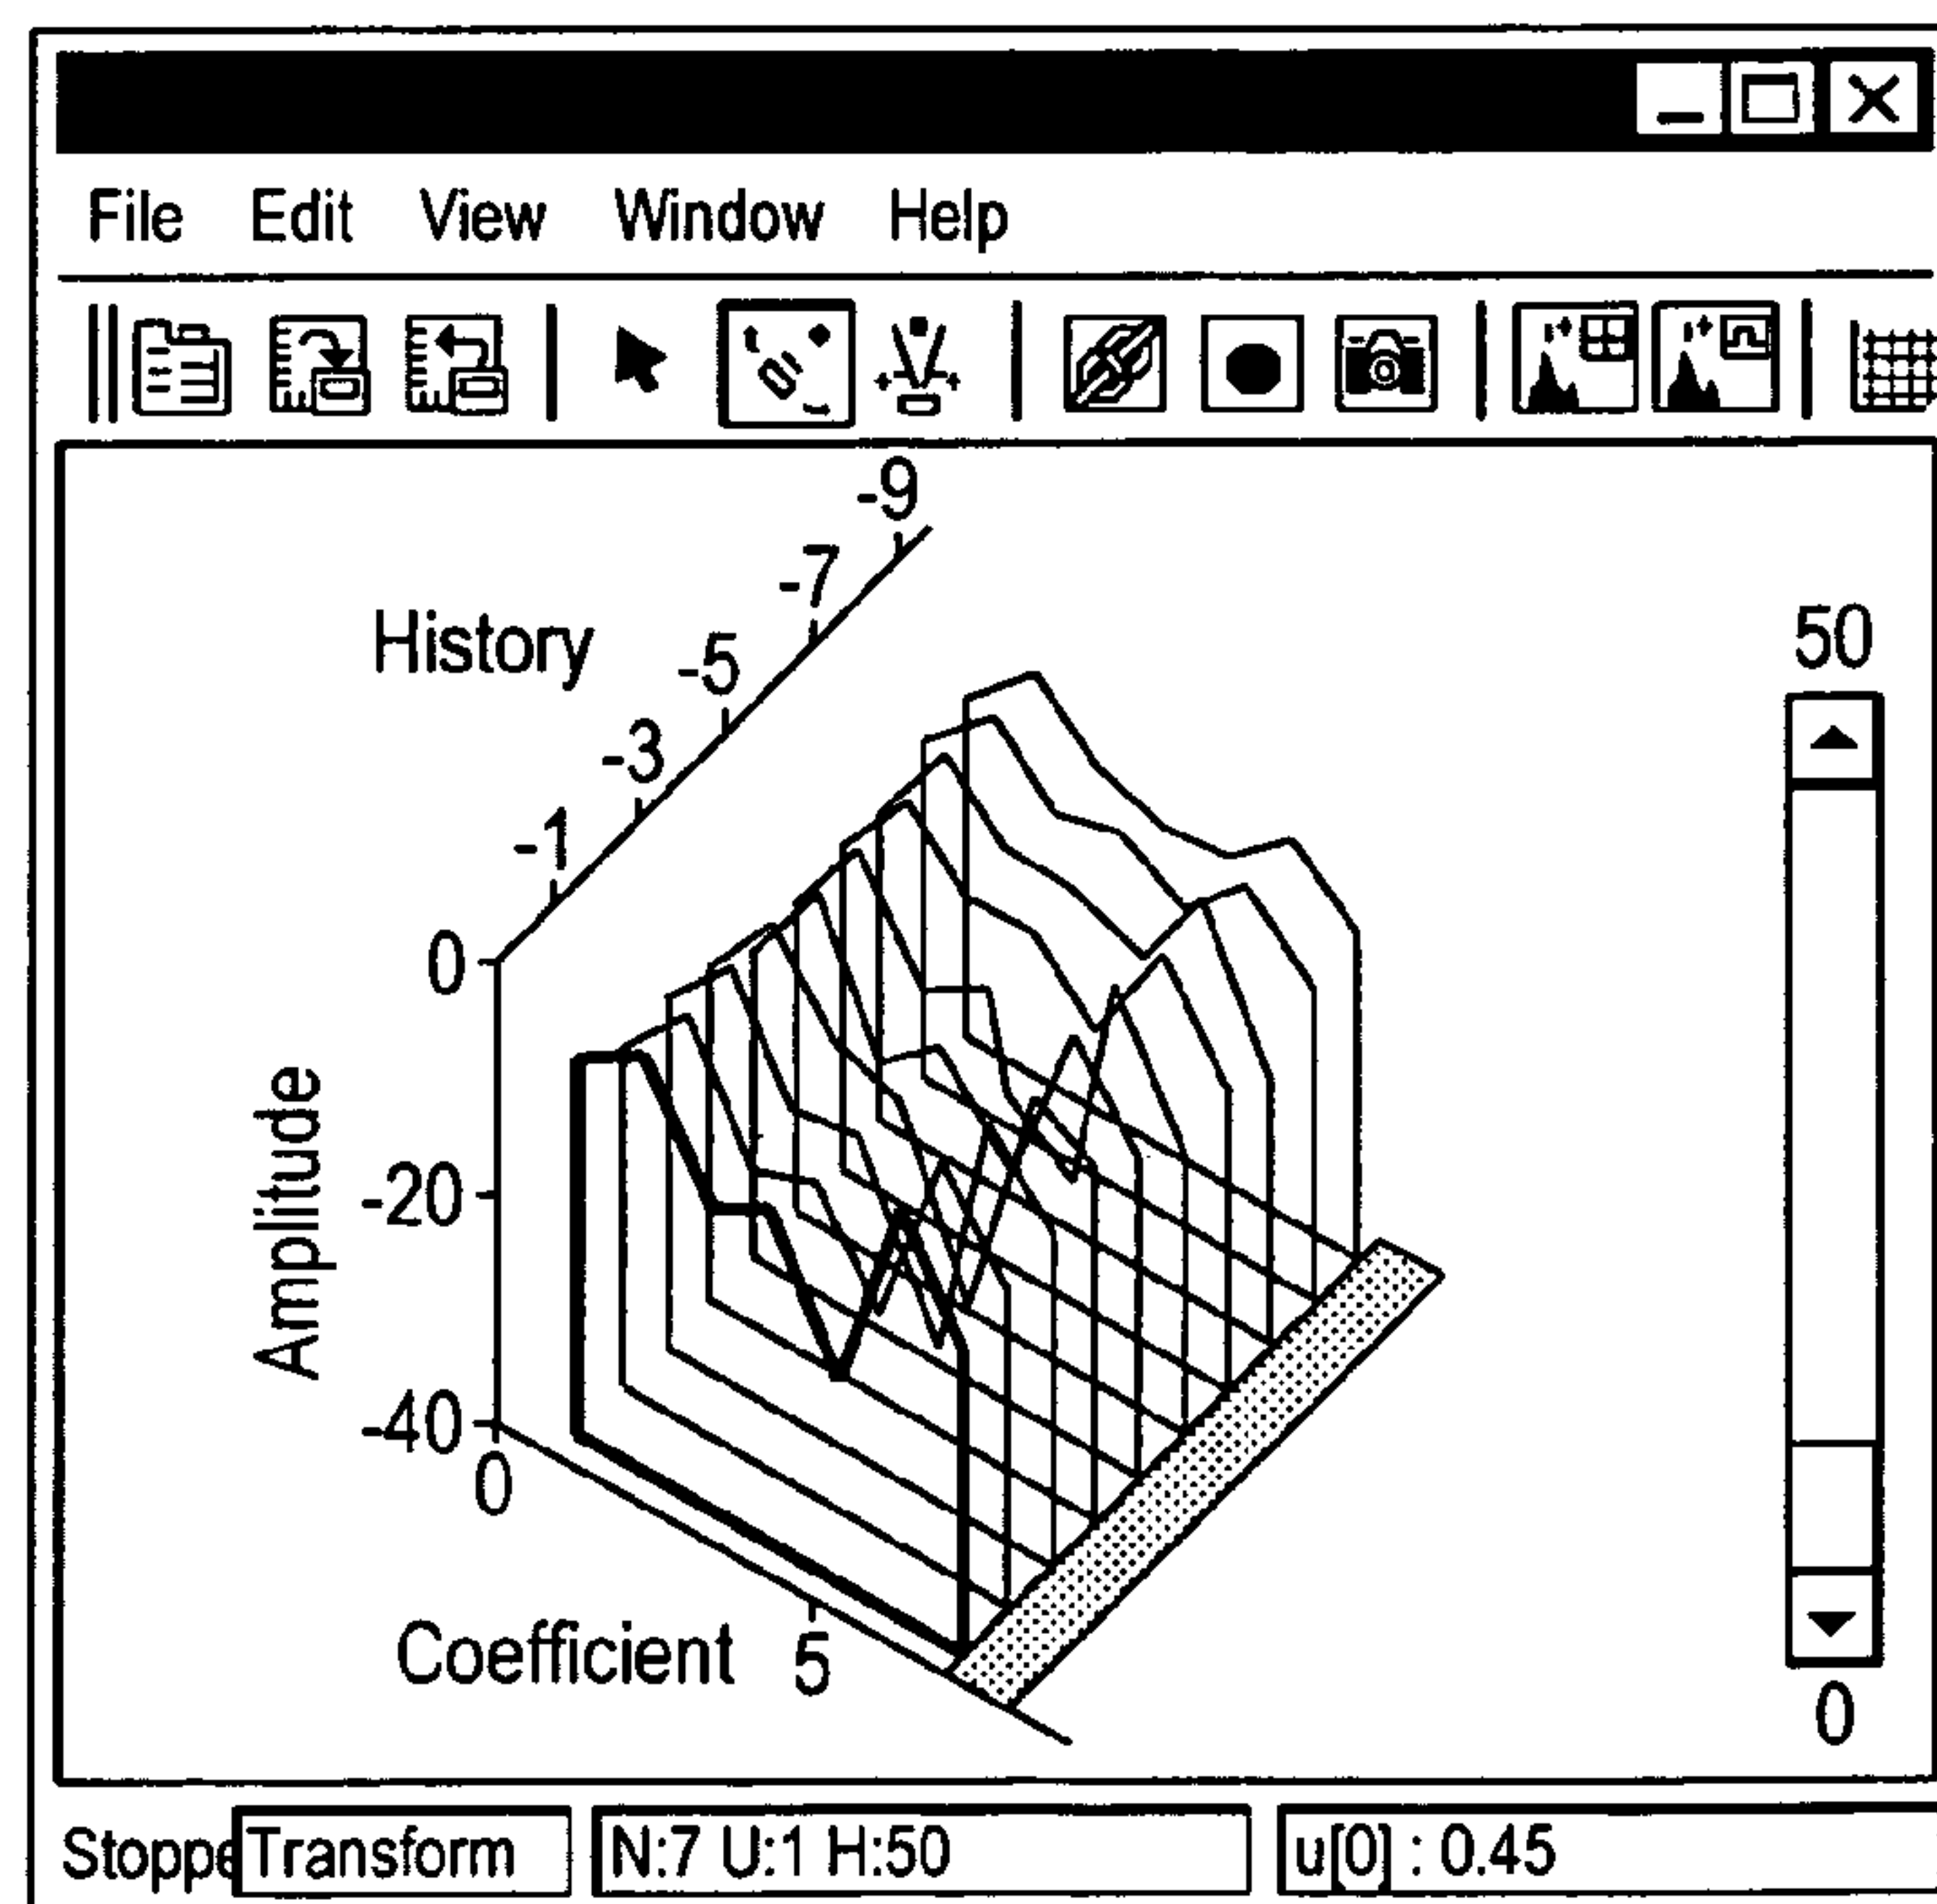 File Edit View Window Help
-9
-7
History
-5
50
-3
-1
0
Amplitude
-20
-40
0
Coefficient 5
0
Stoppe Transform N:7 U:1 H:50 u[0] : 0.45